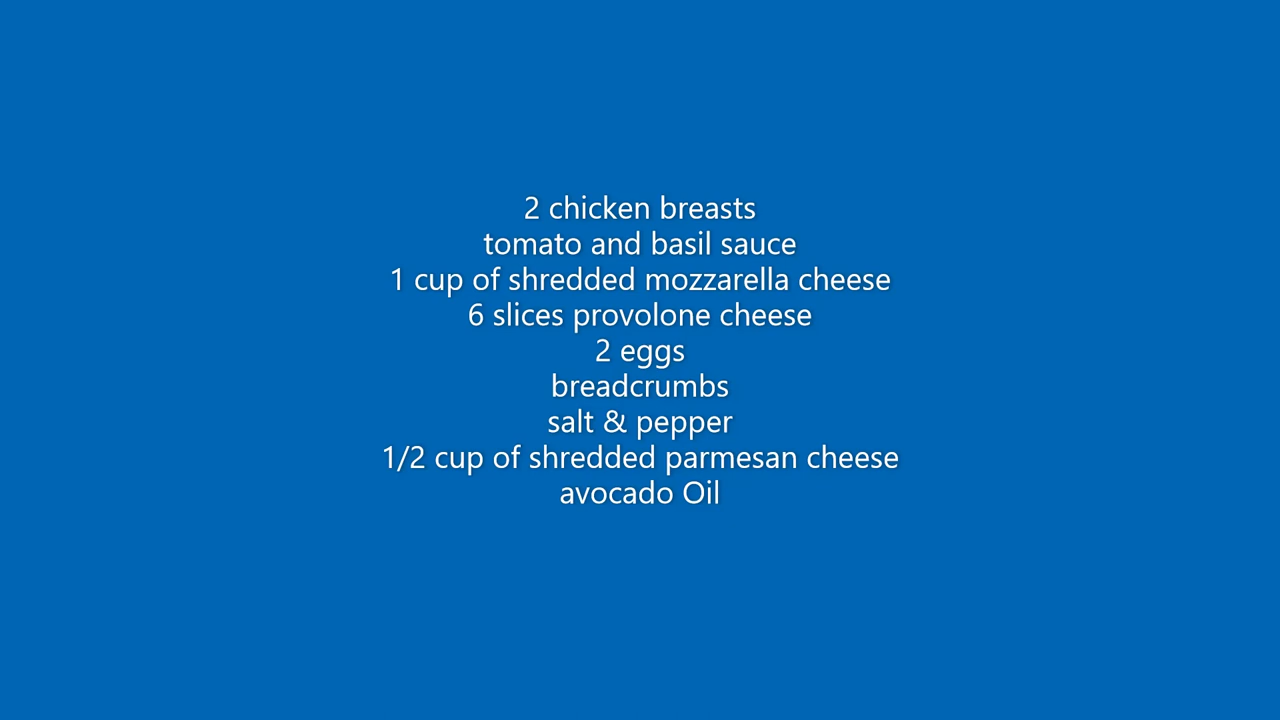 2 chicken breasts
tomato and basil sauce
1 cup of shredded mozzarella cheese
6 slices provolone cheese
2 eggs
breadcrumbs
salt & pepper
1/2 cup of shredded parmesan cheese
avocado Oil